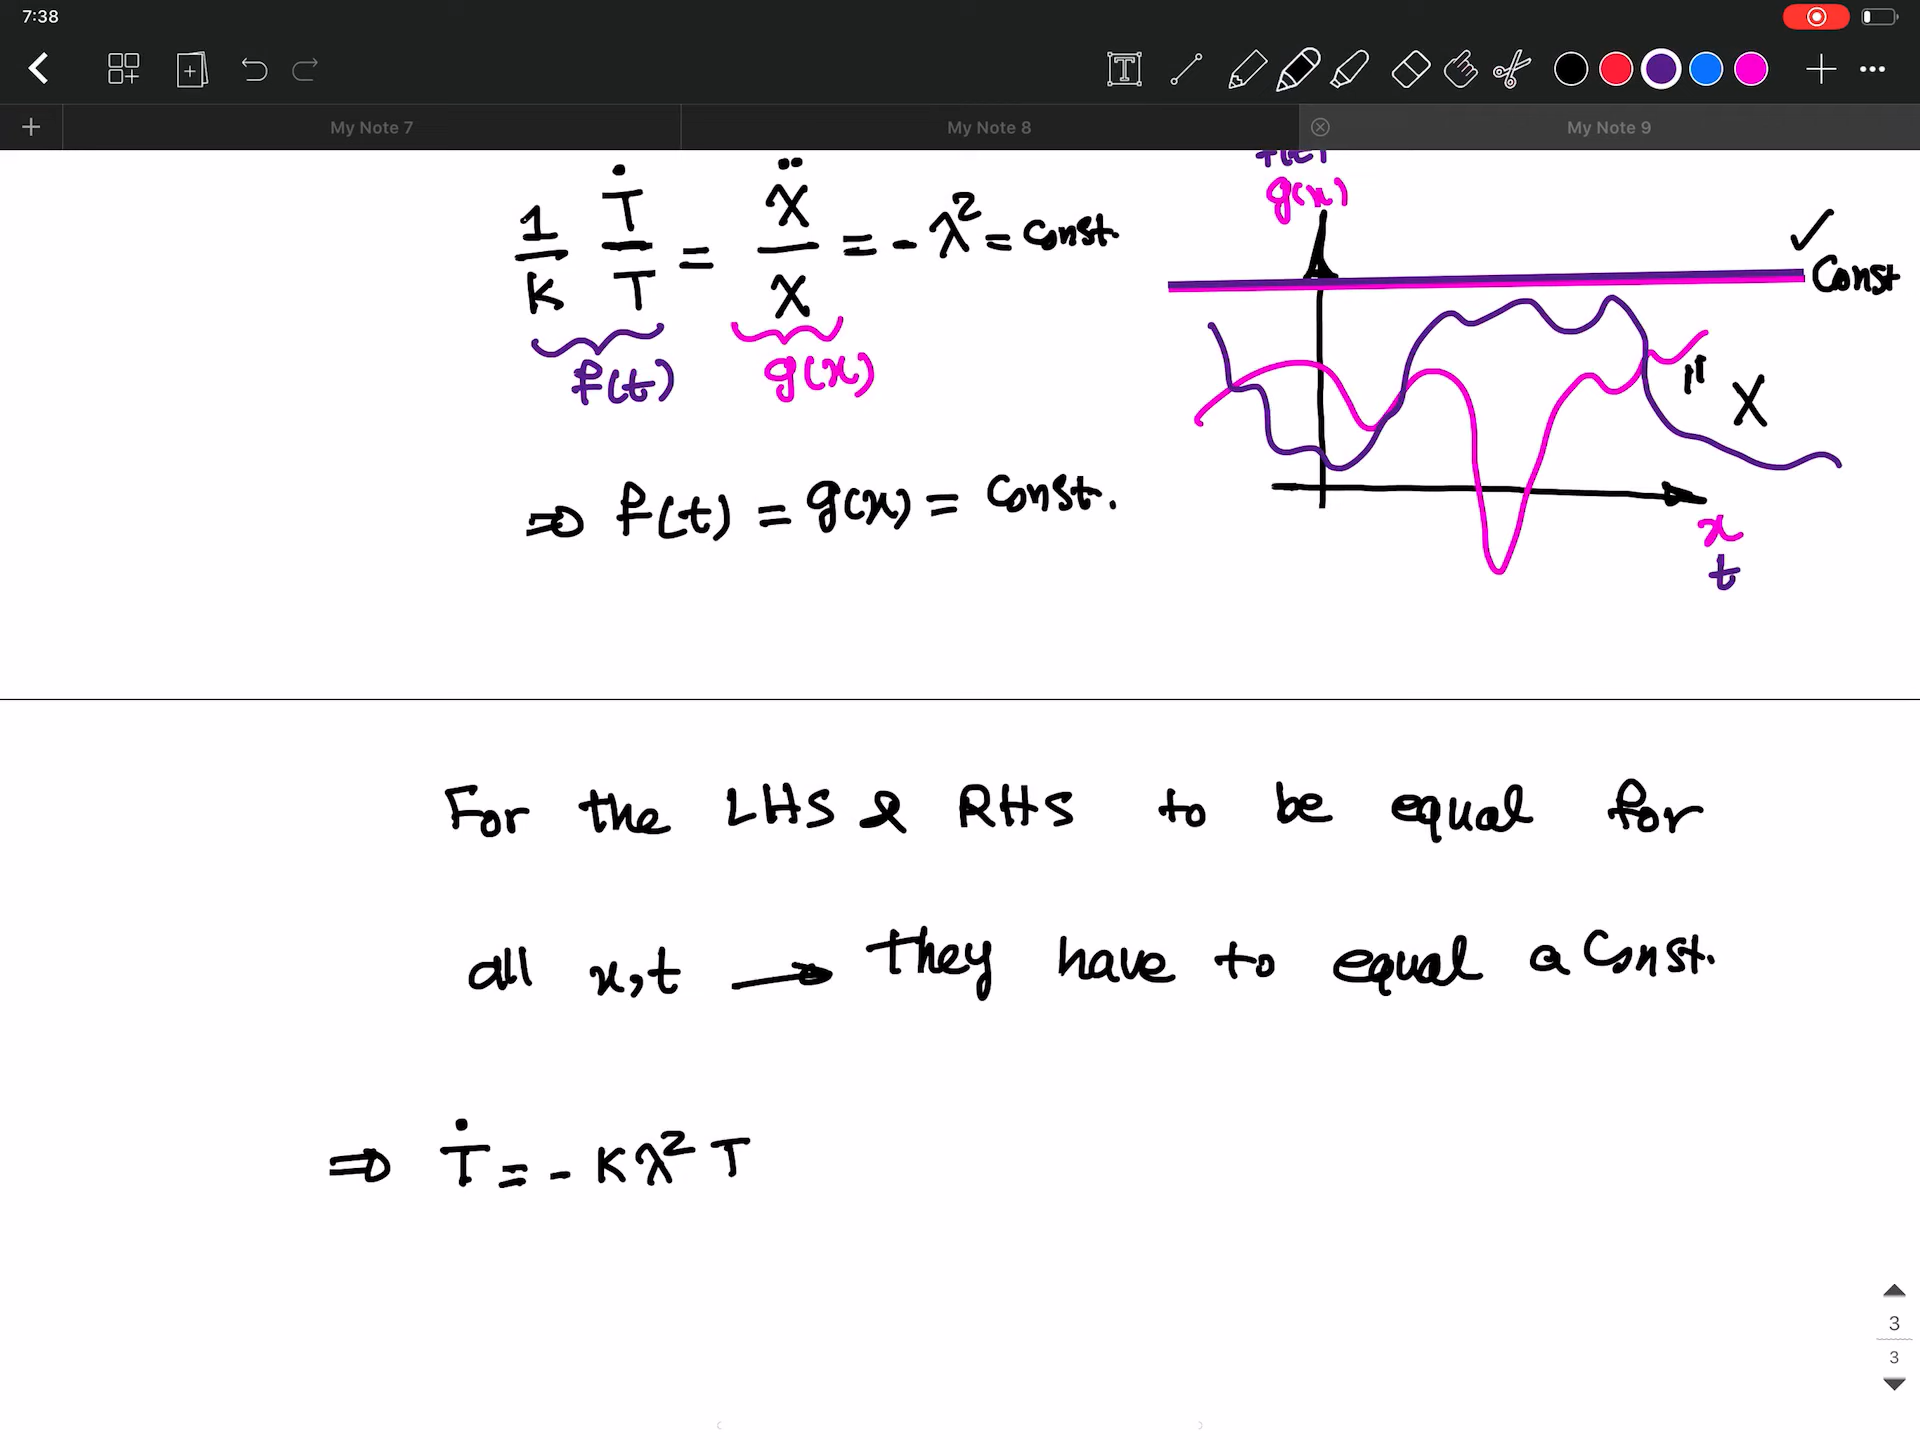 7:38
My Note 7
My Note 8
My Note 9
1/K Ṫ/T = Ẍ/X = - λ² = Const.
f(t)
g(x)
⇒ f(t) = g(x) = Const.
f(t)
g(x)
✓
Const
X
x
t
For the LHS & RHS to be equal for
all x,t → they have to equal a Const.
⇒ Ṫ = - K λ² T
3
3